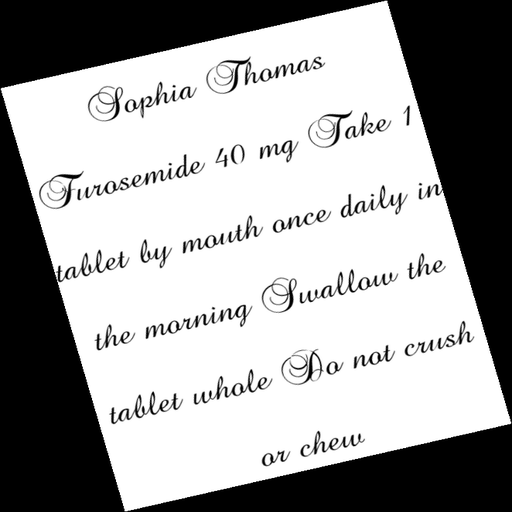 Sophia Thomas
Furosemide 40 mg Take 1
tablet by mouth once daily in
the morning Swallow the
tablet whole Do not crush
or chew